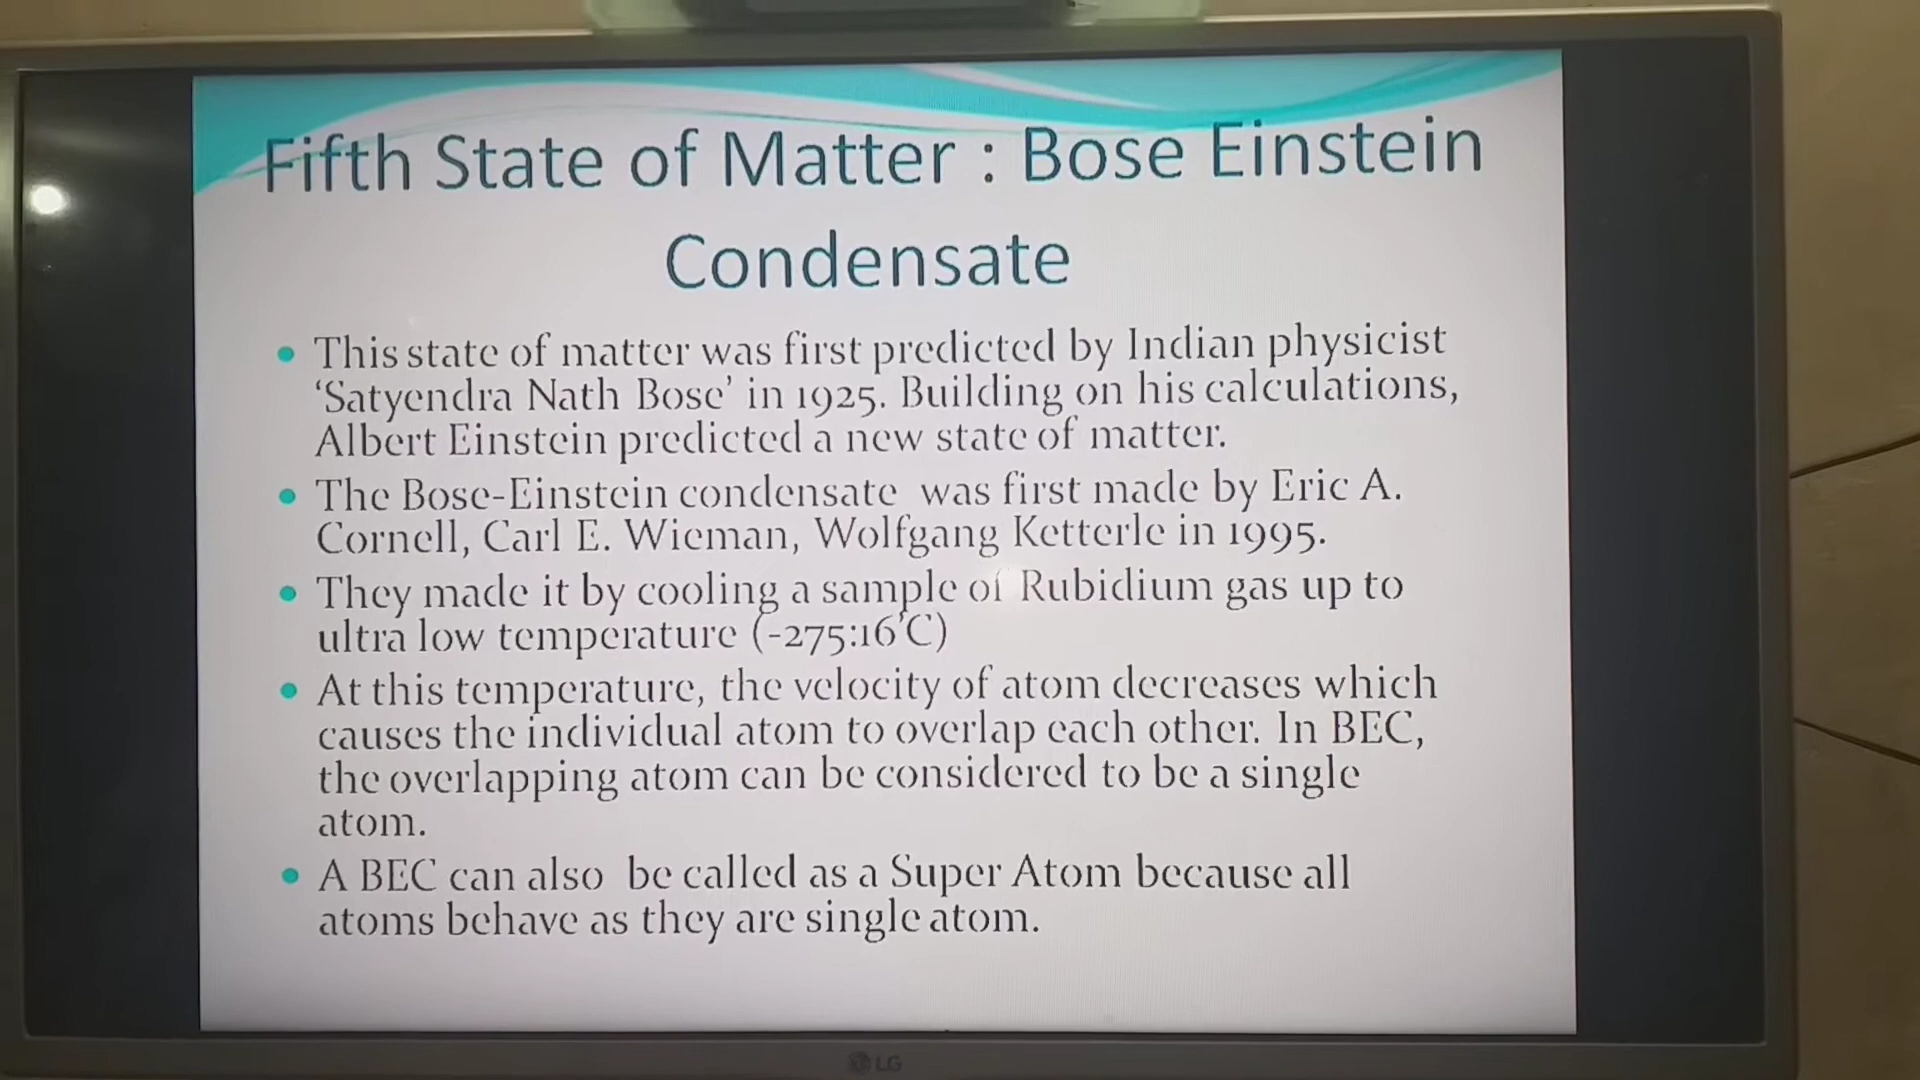 Fifth State of Matter : Bose Einstein
Condensate
• This state of matter was first predicted by Indian physicist
‘Satyendra Nath Bose’ in 1925. Building on his calculations,
Albert Einstein predicted a new state of matter.
• The Bose-Einstein condensate was first made by Eric A.
Cornell, Carl E. Wieman, Wolfgang Ketterle in 1995.
• They made it by cooling a sample of Rubidium gas up to
ultra low temperature (-275:16°C)
• At this temperature, the velocity of atom decreases which
causes the individual atom to overlap each other. In BEC,
the overlapping atom can be considered to be a single
atom.
• A BEC can also be called as a Super Atom because all
atoms behave as they are single atom.
LG